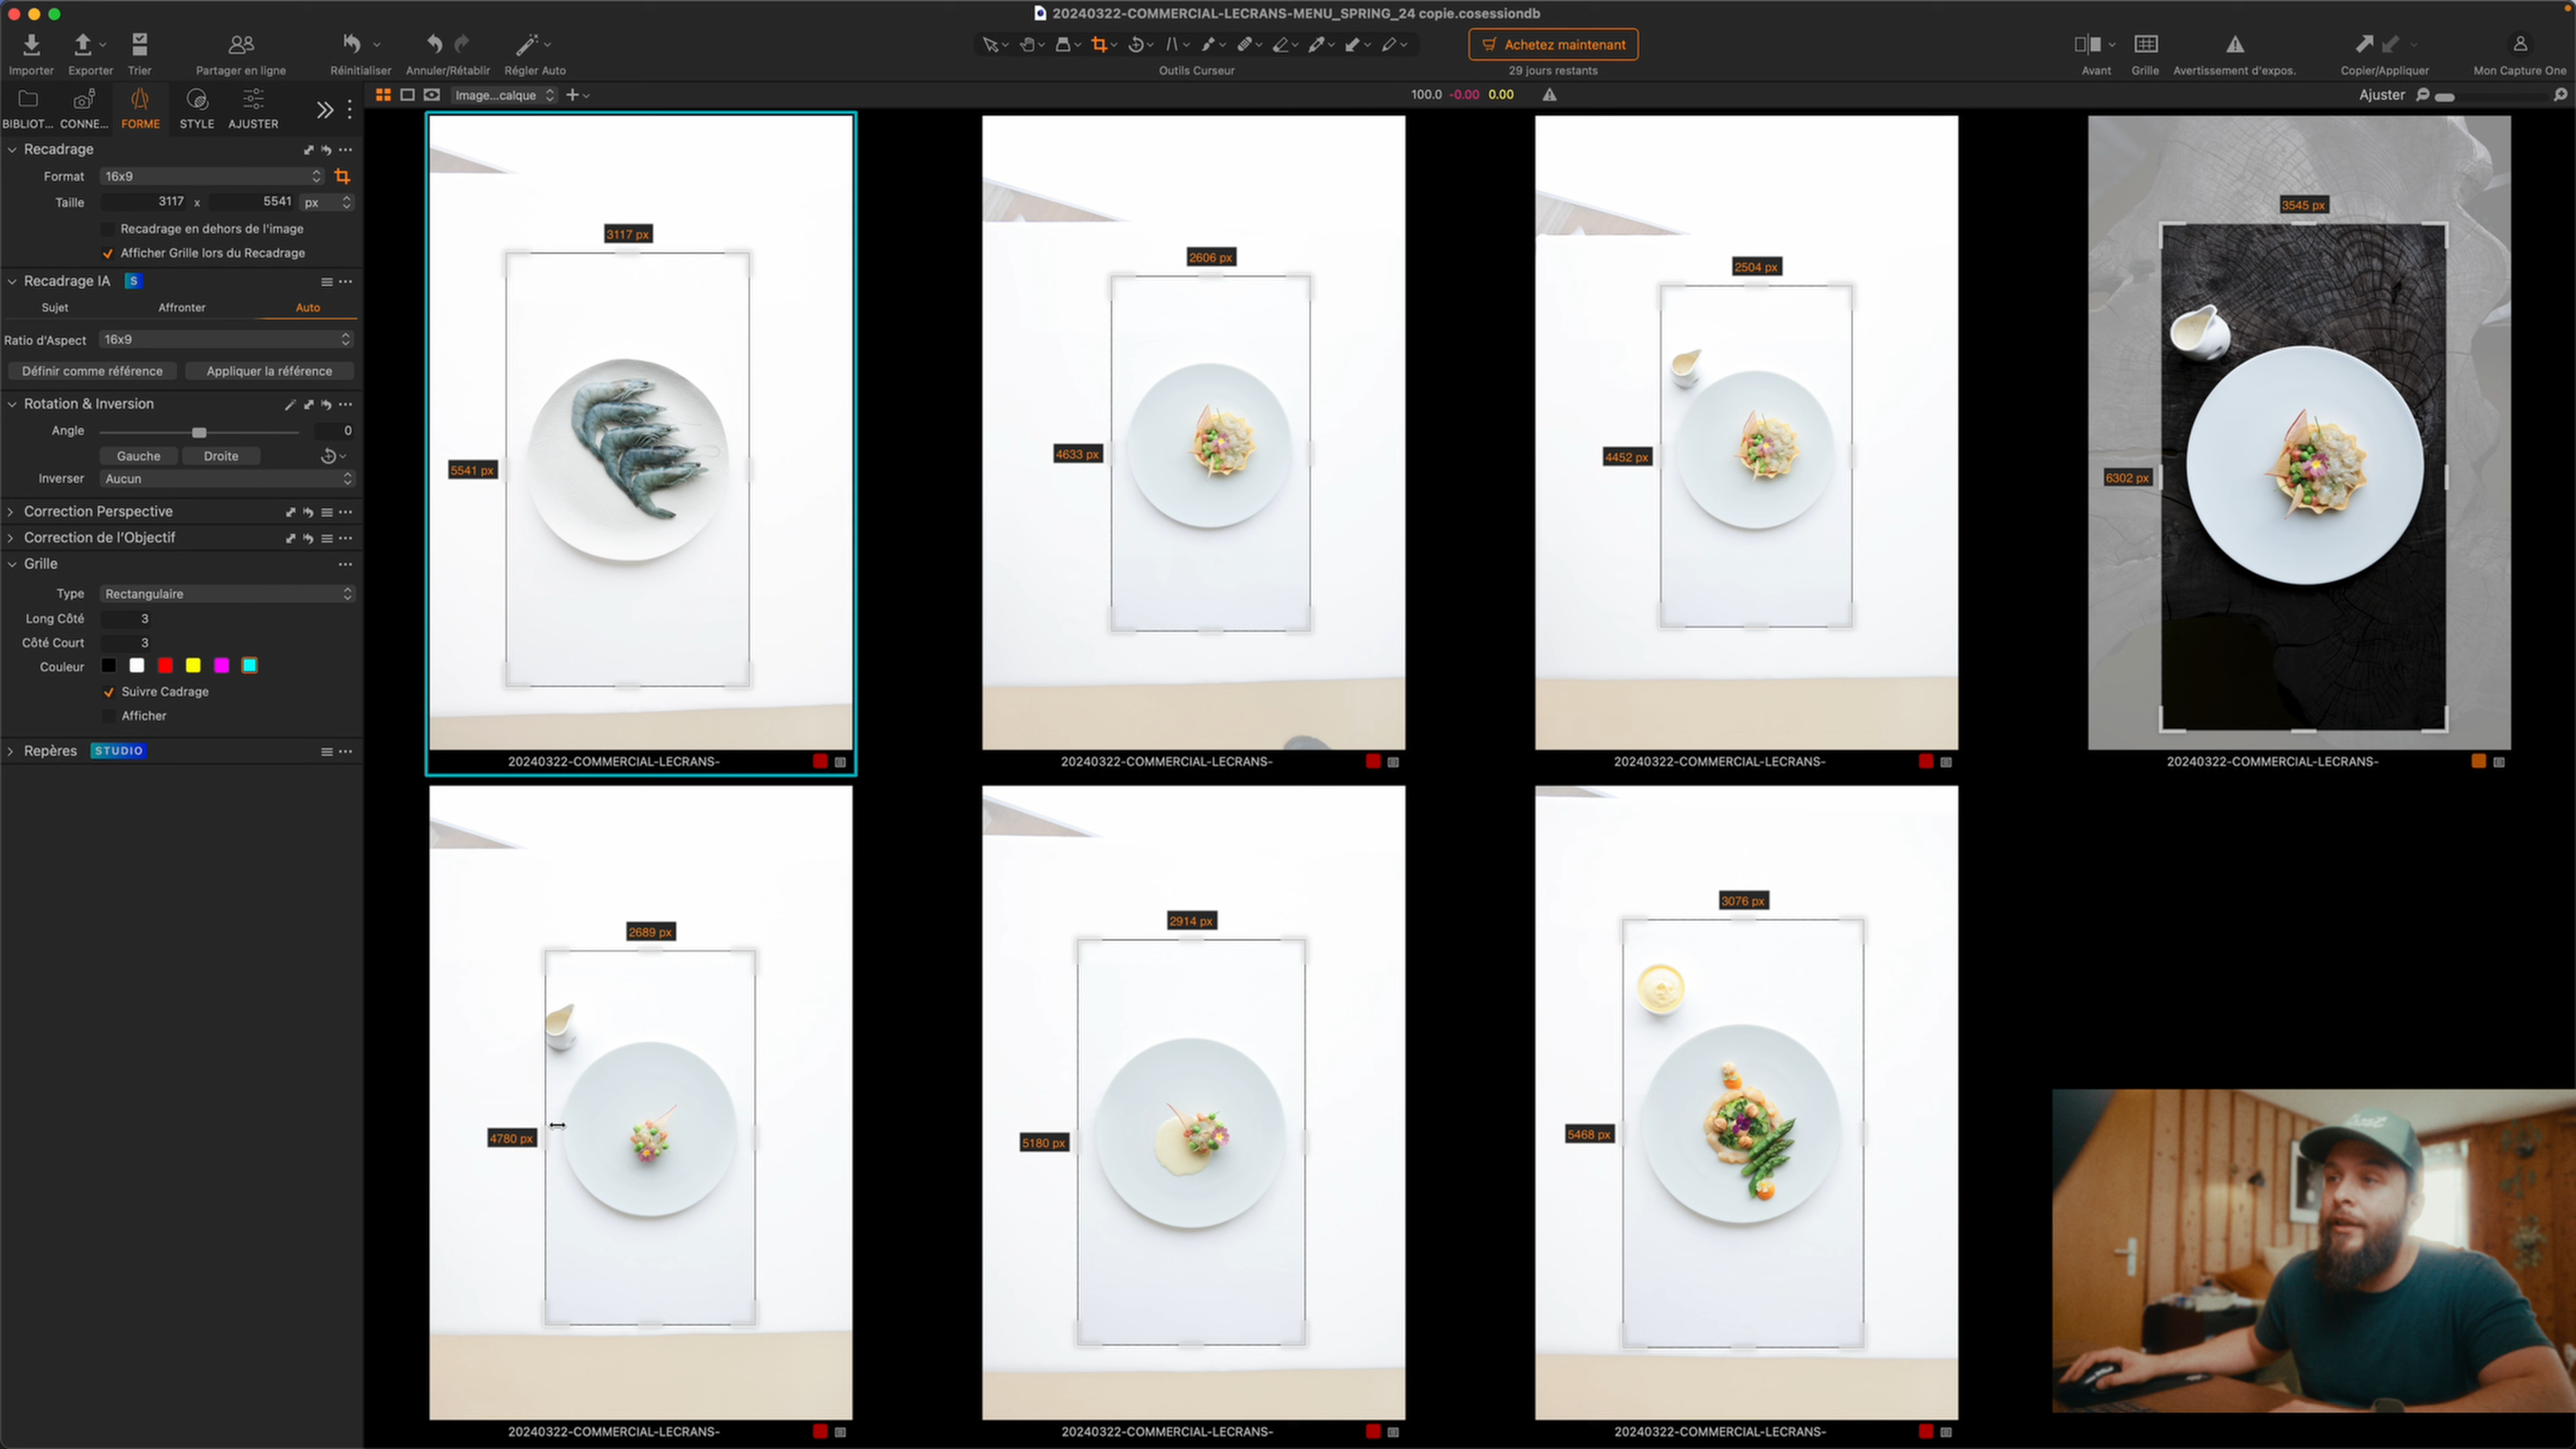 20240322-COMMERCIAL-LECRANS-MENU_SPRING_24 copie.cosessiondb
Importer
Exporter
Trier
Partager en ligne
Réinitialiser
Annuler/Rétablir
Régler Auto
Outils Curseur
Achetez maintenant
29 jours restants
Avant
Grille
Avertissement d'expos.
Copier/Appliquer
Mon Capture One
BIBLIOT...
CONNE...
FORME
STYLE
AJUSTER
Image...calque
100.0 -0.00 0.00
Ajuster
Recadrage
Format 16x9
Taille 3117 x 5541 px
Recadrage en dehors de l'image
Afficher Grille lors du Recadrage
Recadrage IA S
Sujet Affronter Auto
Ratio d'Aspect 16x9
Définir comme référence Appliquer la référence
Rotation & Inversion
Angle 0
Gauche Droite
Inverser Aucun
Correction Perspective
Correction de l'Objectif
Grille
Type Rectangulaire
Long Côté 3
Côté Court 3
Couleur
Suivre Cadrage
Afficher
Repères STUDIO
3117 px
5541 px
20240322-COMMERCIAL-LECRANS-
2606 px
4633 px
20240322-COMMERCIAL-LECRANS-
2504 px
4452 px
20240322-COMMERCIAL-LECRANS-
3545 px
6302 px
20240322-COMMERCIAL-LECRANS-
2689 px
4780 px
20240322-COMMERCIAL-LECRANS-
2914 px
5180 px
20240322-COMMERCIAL-LECRANS-
3076 px
5468 px
20240322-COMMERCIAL-LECRANS-